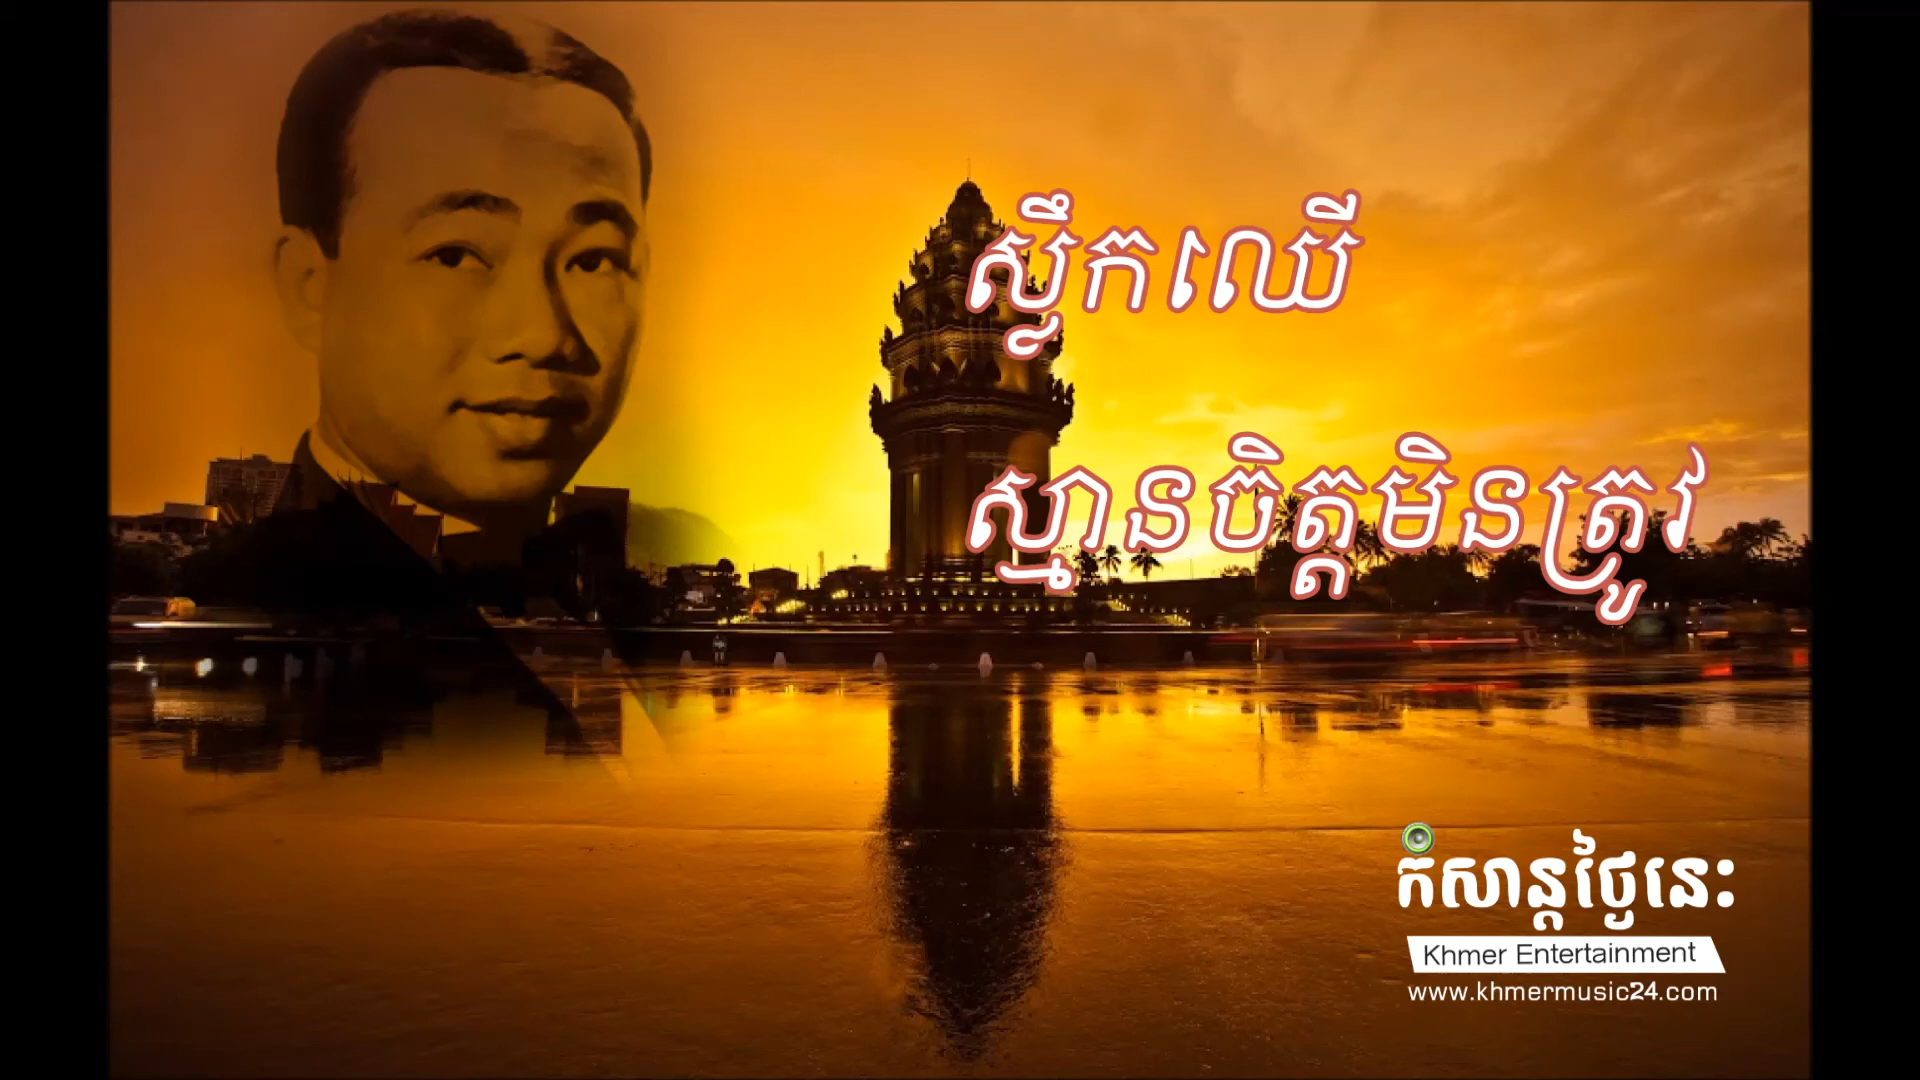 ស្លឹកឈើ
ស្មានចិត្តមិនត្រូវ
កំសាន្តថ្ងៃនេះ
Khmer Entertainment
www.khmermusic24.com